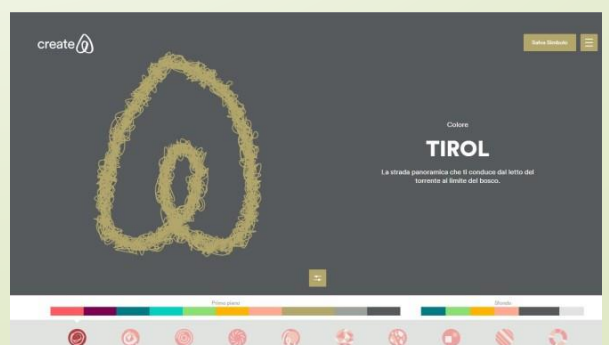 create
Salva Simbolo
Colore
TIROL
La strada panoramica che ti conduce dal letto del
torrente al limite del bosco.
Primo piano
Sfondo